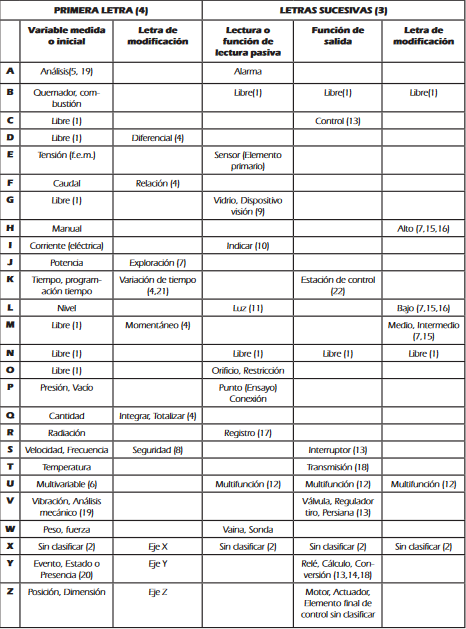 PRIMERA LETRA (4) LETRAS SUCESIVAS (3)
Variable medida Letra de Lectura o Función de Letra de
o inicial modificación función de salida modificación
lectura pasiva
A Análisis(5, 19) Alarma
B Quemador, com- Libre(1) Libre(1) Libre(1)
bustión
C Libre (1) Control (13)
D Libre (1) Diferencial (4)
E Tensión (f.e.m.) Sensor (Elemento
primario)
F Caudal Relación (4)
G Libre (1) Vidrio, Dispositivo
visión (9)
H Manual Alto (7,15,16)
I Corriente (eléctrica) Indicar (10)
J Potencia Exploración (7)
K Tiempo, program- Variación de tiempo Estación de control
ación tiempo (4,21) (22)
L Nivel Luz (11) Bajo (7,15,16)
M Libre (1) Momentáneo (4) Medio, Intermedio
(7,15)
N Libre (1) Libre (1) Libre (1) Libre (1)
O Libre (1) Orificio, Restricción
P Presión, Vacío Punto (Ensayo)
Conexión
Q Cantidad Integrar, Totalizar (4)
R Radiación Registro (17)
S Velocidad, Frecuencia Seguridad (8) Interruptor (13)
T Temperatura Transmisión (18)
U Multivariable (6) Multifunción (12) Multifunción (12) Multifunción (12)
V Vibración, Análisis Válvula, Regulador
mecánico (19) tiro, Persiana (13)
W Peso, fuerza Vaina, Sonda
X Sin clasificar (2) Eje X Sin clasificar (2) Sin clasificar (2) Sin clasificar (2)
Y Evento, Estado o Eje Y Relé, Cálculo, Con-
Presencia (20) versión (13,14,18)
Z Posición, Dimensión Eje Z Motor, Actuador,
Elemento final de
control sin clasificar